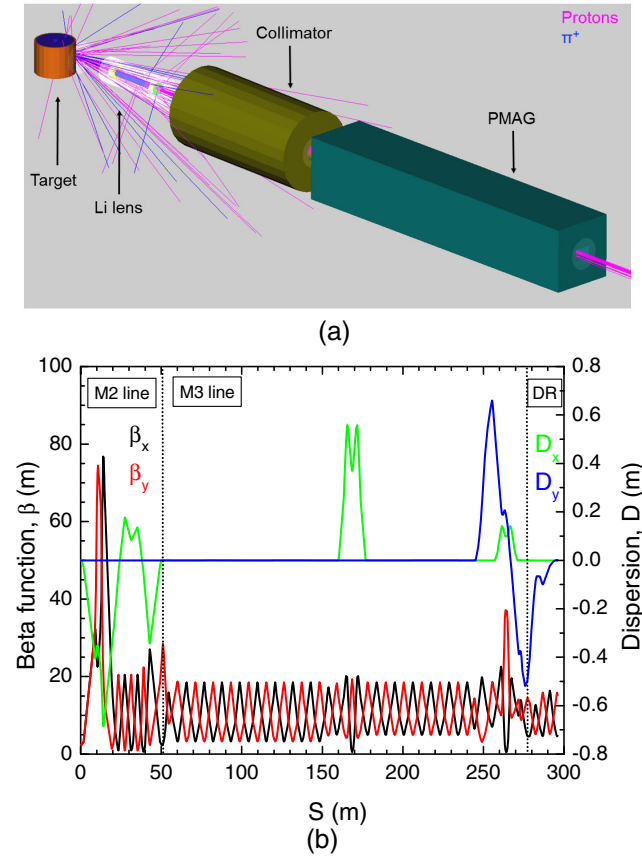 Protons
π+
Collimator
PMAG
Target
Li lens
(a)
M2 line
M3 line
DR
βx
βy
Dx
Dy
Beta function, β (m)
100
80
60
40
20
0
Dispersion, D (m)
0.8
0.6
0.4
0.2
0.0
-0.2
-0.4
-0.6
-0.8
0 50 100 150 200 250 300
S (m)
(b)